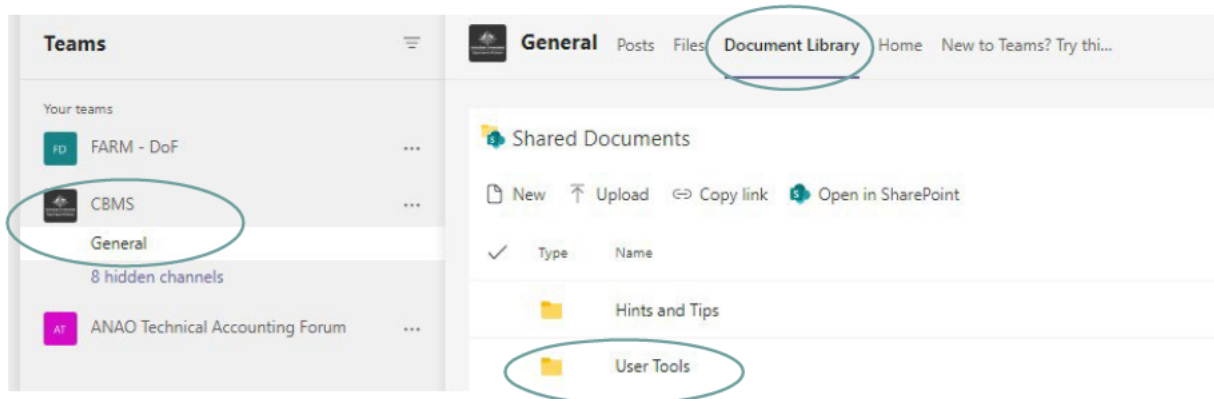 Teams
Your teams
FD FARM - DoF ...
CBMS ...
General
8 hidden channels
AT ANAO Technical Accounting Forum ...
General Posts Files Document Library Home New to Teams? Try thi...
Shared Documents
New Upload Copy link Open in SharePoint
Type Name
Hints and Tips
User Tools